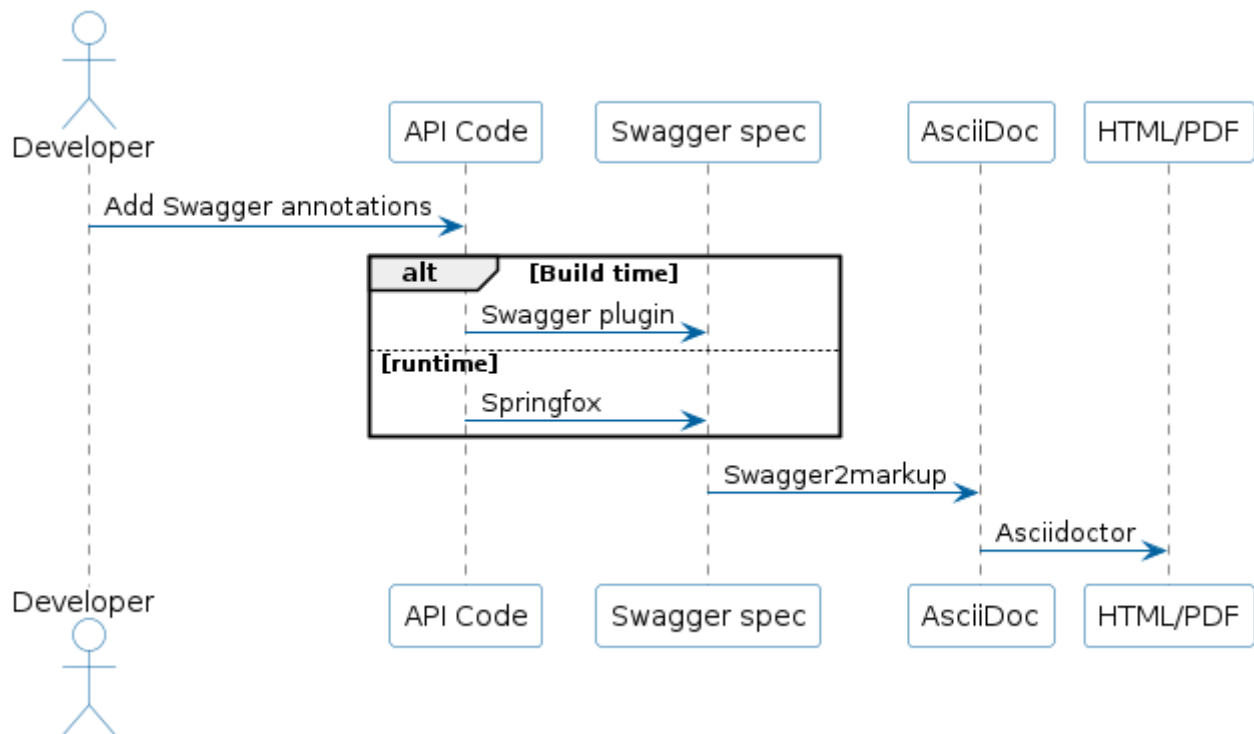 Developer
API Code
Swagger spec
AsciiDoc
HTML/PDF
Add Swagger annotations
alt [Build time]
Swagger plugin
[runtime]
Springfox
Swagger2markup
Asciidoctor
Developer
API Code
Swagger spec
AsciiDoc
HTML/PDF